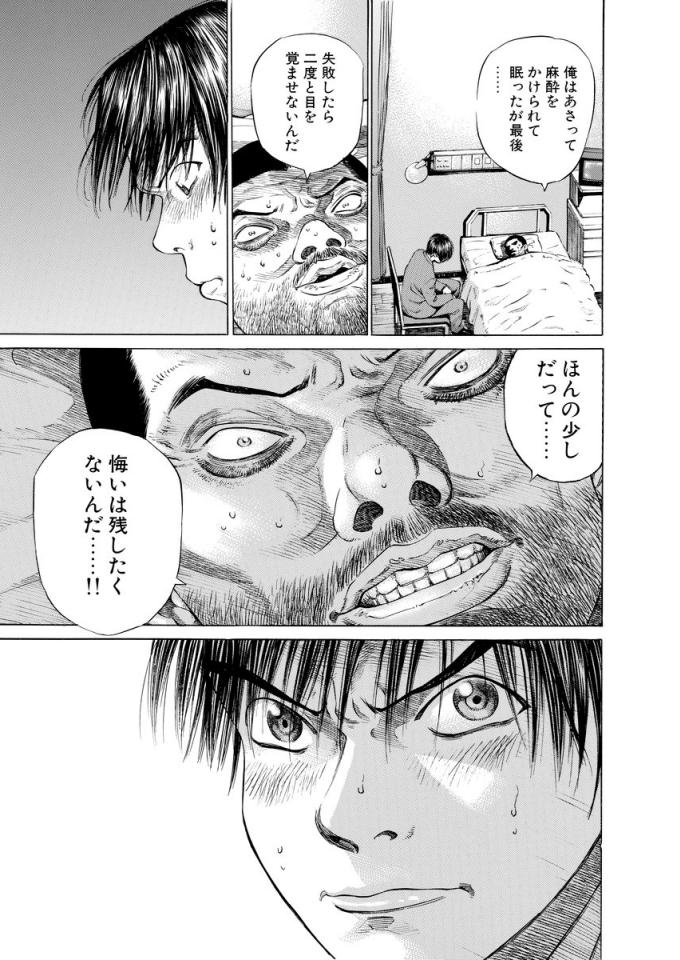 俺はあさって
麻酔を
かけられて
眠ったが最後
……
失敗したら
二度と目を
覚ませないんだ
ほんの少し
だって……
悔いは残したく
ないんだ……!!